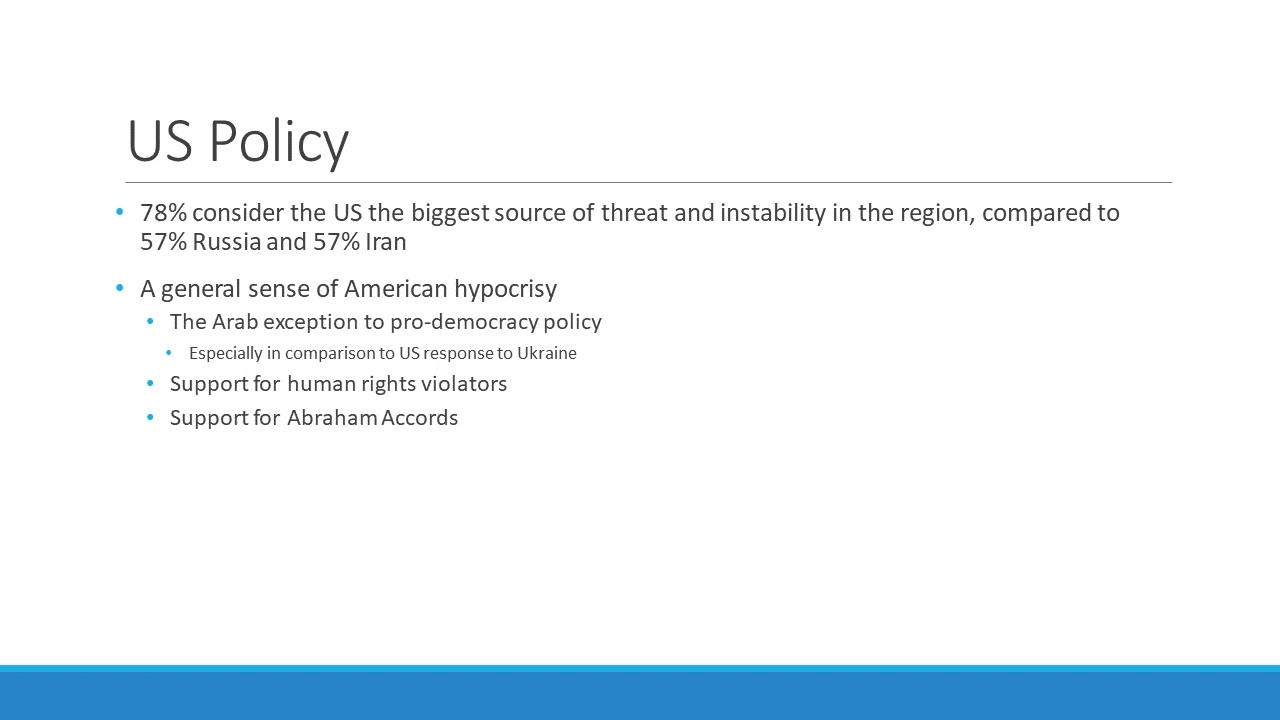 US Policy
• 78% consider the US the biggest source of threat and instability in the region, compared to
57% Russia and 57% Iran
• A general sense of American hypocrisy
• The Arab exception to pro-democracy policy
• Especially in comparison to US response to Ukraine
• Support for human rights violators
• Support for Abraham Accords